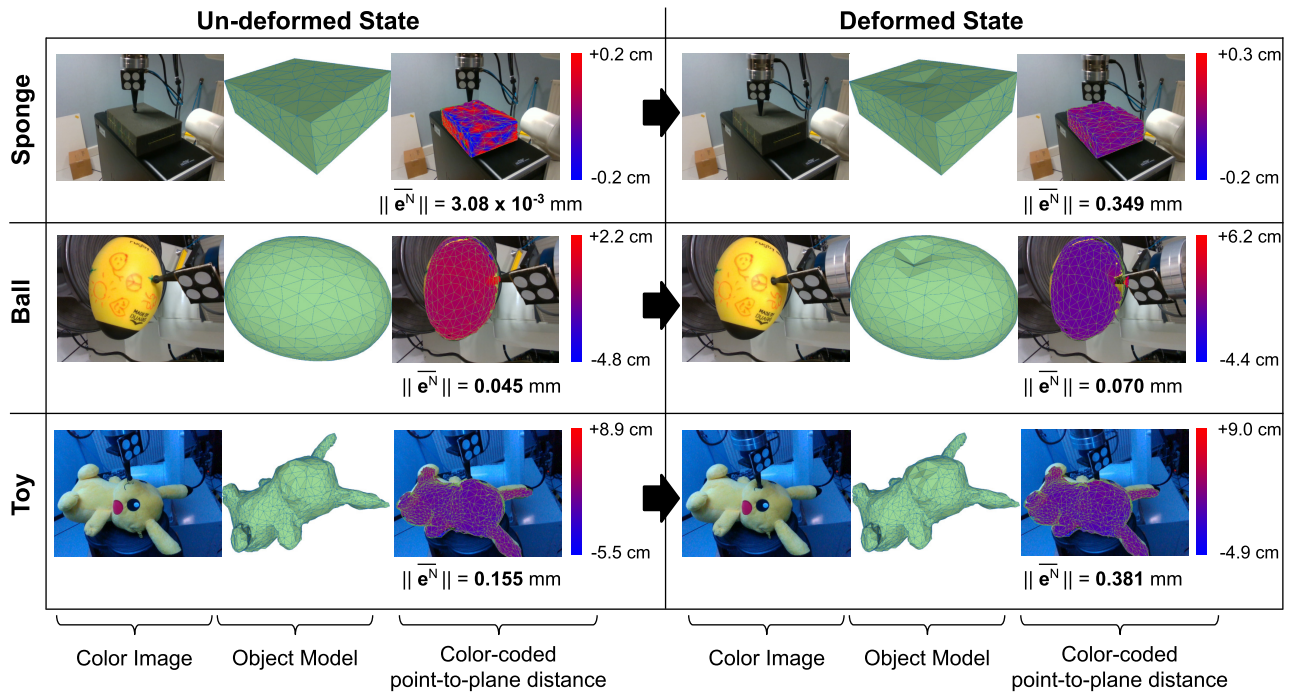 Un-deformed State
Deformed State
Sponge
+0.2 cm
-0.2 cm
|| e̅ᴺ || = 3.08 x 10⁻³ mm
+0.3 cm
-0.2 cm
|| e̅ᴺ || = 0.349 mm
Ball
+2.2 cm
-4.8 cm
|| e̅ᴺ || = 0.045 mm
+6.2 cm
-4.4 cm
|| e̅ᴺ || = 0.070 mm
Toy
+8.9 cm
-5.5 cm
|| e̅ᴺ || = 0.155 mm
+9.0 cm
-4.9 cm
|| e̅ᴺ || = 0.381 mm
Color Image
Object Model
Color-coded
point-to-plane distance
Color Image
Object Model
Color-coded
point-to-plane distance